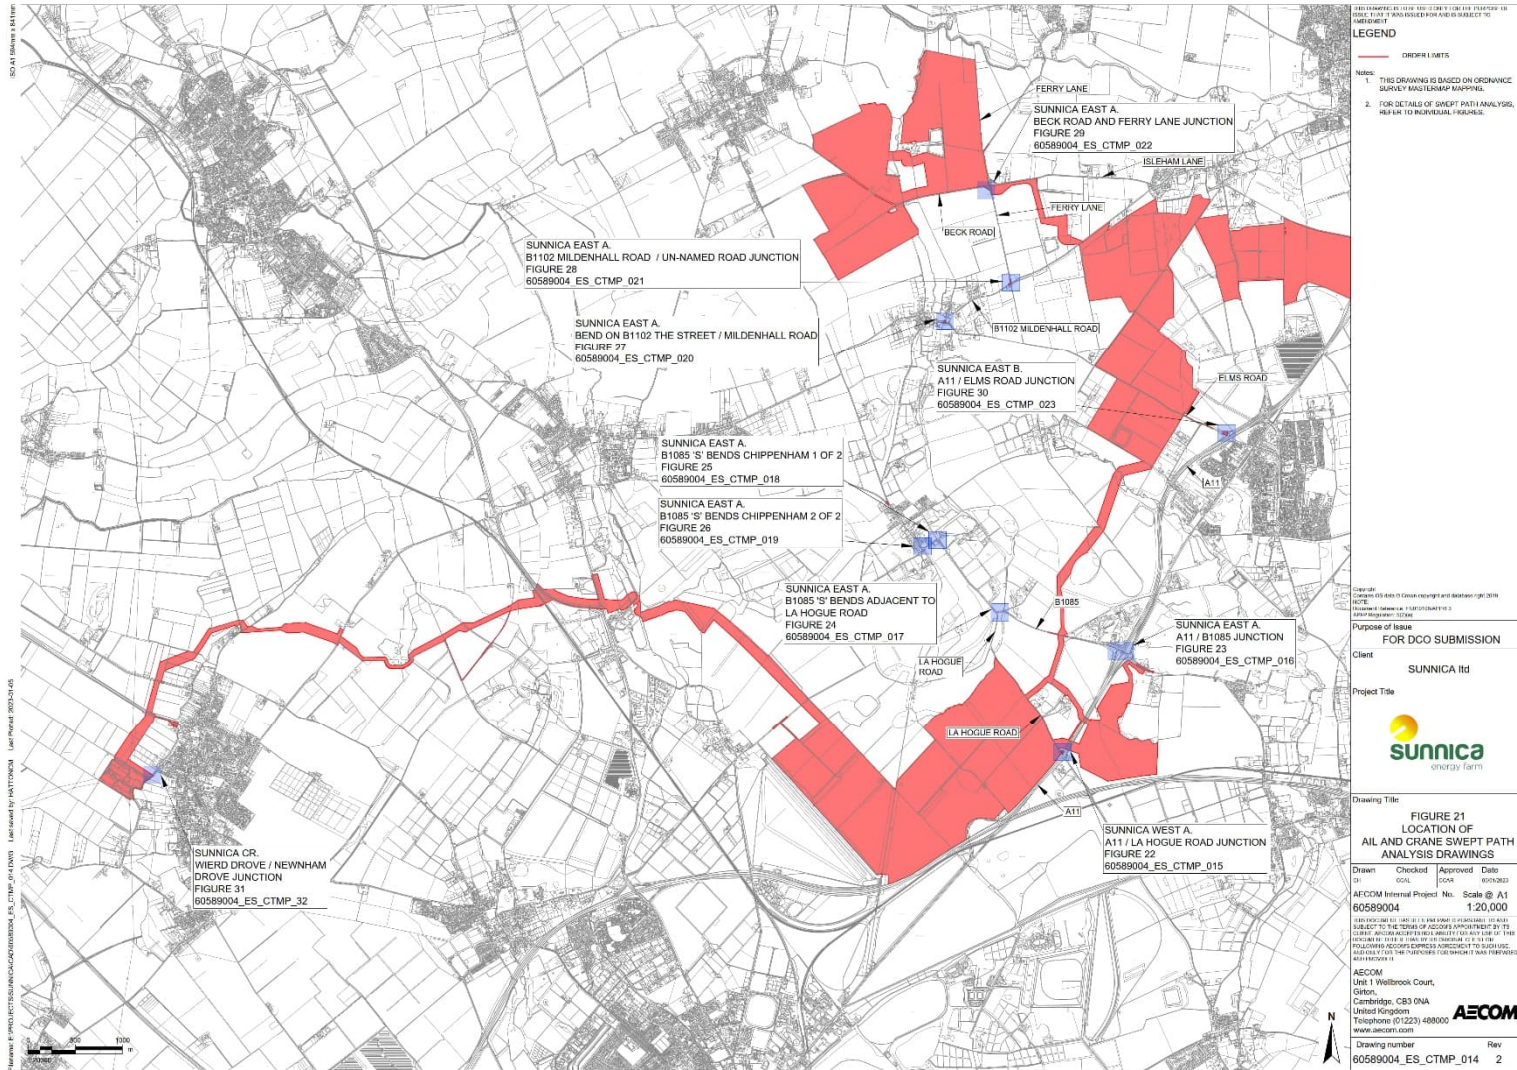 ISO A1 594mm x 841mm
AMENDMENT
LEGEND
ORDER LIMITS
Notes:
1. THIS DRAWING IS BASED ON ORDNANCE
SURVEY MASTERMAP MAPPING.
2. FOR DETAILS OF SWEPT PATH ANALYSIS,
REFER TO INDIVIDUAL FIGURES.
FERRY LANE
SUNNICA EAST A.
BECK ROAD AND FERRY LANE JUNCTION
FIGURE 29
60589004_ES_CTMP_022
ISLEHAM LANE
FERRY LANE
BECK ROAD
SUNNICA EAST A.
B1102 MILDENHALL ROAD / UN-NAMED ROAD JUNCTION
FIGURE 28
60589004_ES_CTMP_021
B1102 MILDENHALL ROAD
SUNNICA EAST A.
BEND ON B1102 THE STREET / MILDENHALL ROAD
FIGURE 27
60589004_ES_CTMP_020
SUNNICA EAST B.
A11 / ELMS ROAD JUNCTION
FIGURE 30
60589004_ES_CTMP_023
ELMS ROAD
A11
SUNNICA EAST A.
B1085 'S' BENDS CHIPPENHAM 1 OF 2
FIGURE 25
60589004_ES_CTMP_018
SUNNICA EAST A.
B1085 'S' BENDS CHIPPENHAM 2 OF 2
FIGURE 26
60589004_ES_CTMP_019
SUNNICA EAST A.
B1085 'S' BENDS ADJACENT TO
LA HOGUE ROAD
FIGURE 24
60589004_ES_CTMP_017
B1085
SUNNICA EAST A.
A11 / B1085 JUNCTION
FIGURE 23
60589004_ES_CTMP_016
LA HOGUE
ROAD
LA HOGUE ROAD
A11
SUNNICA WEST A.
A11 / LA HOGUE ROAD JUNCTION
FIGURE 22
60589004_ES_CTMP_015
SUNNICA CR.
WIERD DROVE / NEWNHAM
DROVE JUNCTION
FIGURE 31
60589004_ES_CTMP_32
500 1000
m
N
Copyright
NOTE:
Purpose of Issue
FOR DCO SUBMISSION
Client
SUNNICA ltd
Project Title
sunnica
energy farm
Drawing Title
FIGURE 21
LOCATION OF
AIL AND CRANE SWEPT PATH
ANALYSIS DRAWINGS
Drawn Checked Approved Date
AECOM Internal Project No. Scale @ A1
60589004 1:20,000
AECOM
Unit 1 Wellbrook Court,
Girton,
Cambridge, CB3 0NA
United Kingdom
Telephone (01223) 488000
www.aecom.com
AECOM
Drawing number Rev
60589004_ES_CTMP_014 2